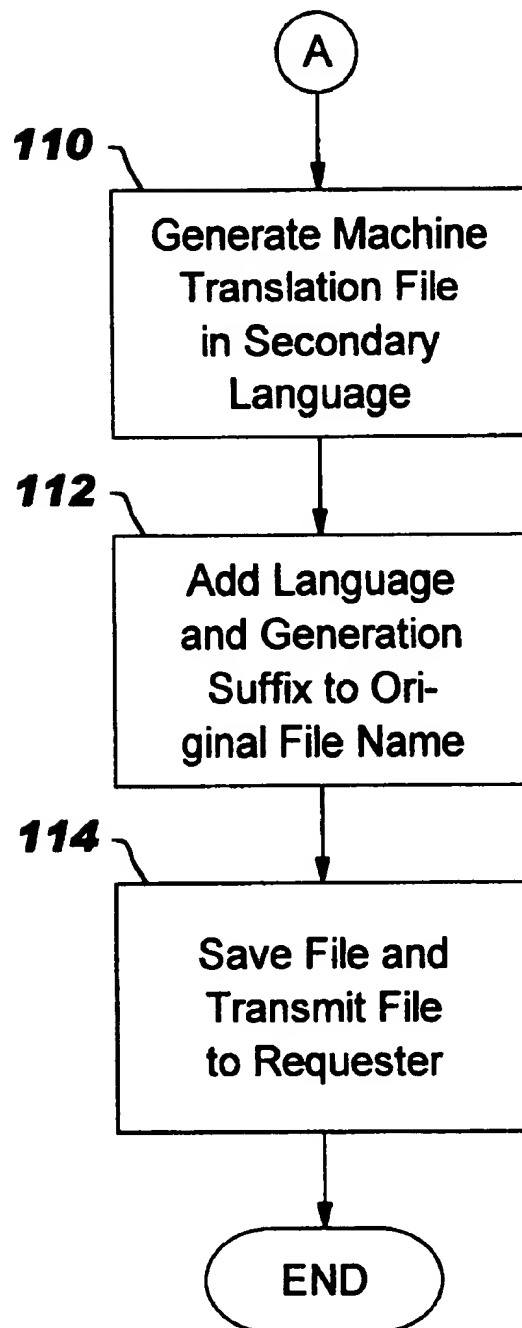 A
110
Generate Machine
Translation File
in Secondary
Language
112
Add Language
and Generation
Suffix to Ori-
ginal File Name
114
Save File and
Transmit File
to Requester
END